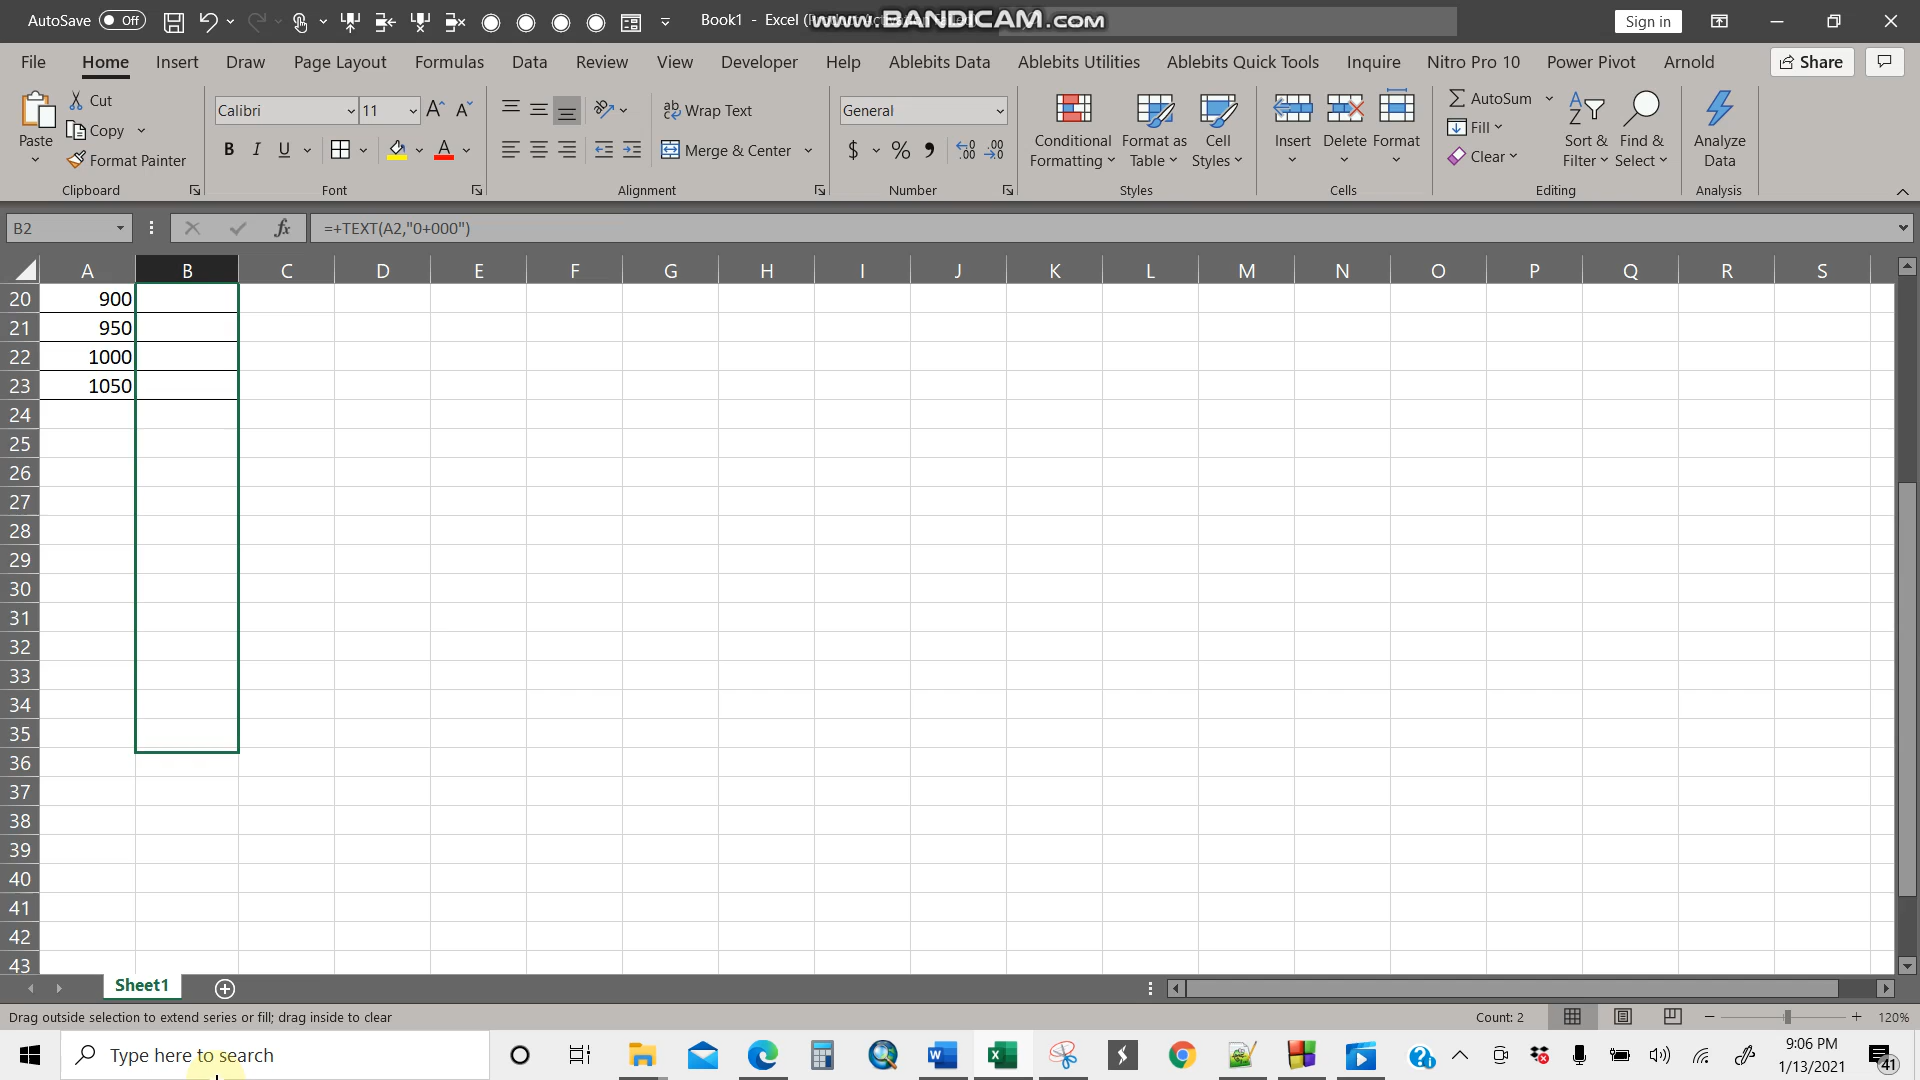 AutoSave Off Book1 - Excel ( www.BANDICAM.com Sign in
File Home Insert Draw Page Layout Formulas Data Review View Developer Help Ablebits Data Ablebits Utilities Ablebits Quick Tools Inquire Nitro Pro 10 Power Pivot Arnold Share
Paste Cut Copy Format Painter Clipboard
Calibri 11 B I U A Font
Wrap Text Merge & Center Alignment
General $ % 9 Number
Conditional Formatting Format as Table Cell Styles Styles
Insert Delete Format Cells
AutoSum Fill Clear Sort & Filter Find & Select Editing
Analyze Data Analysis
B2 fx =+TEXT(A2,"0+000")
A B C D E F G H I J K L M N O P Q R S
20 900
21 950
22 1000
23 1050
24
25
26
27
28
29
30
31
32
33
34
35
36
37
38
39
40
41
42
43
Sheet1
Drag outside selection to extend series or fill; drag inside to clear Count: 2 120%
Type here to search 9:06 PM
1/13/2021 41